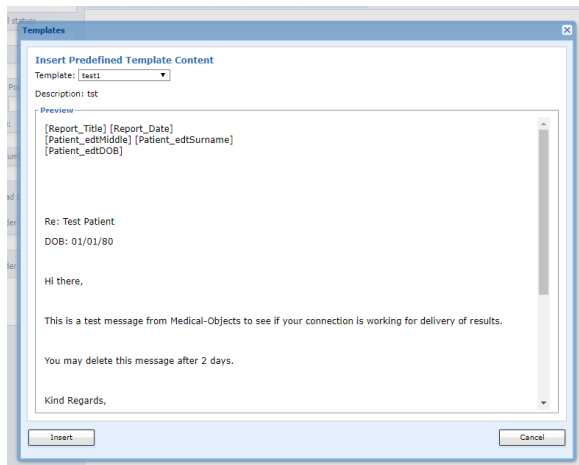 l status:
Templates
Insert Predefined Template Content
Template: test1
Description: tst
Preview
[Report_Title] [Report_Date]
[Patient_edtMiddle] [Patient_edtSurname]
[Patient_edtDOB]
Re: Test Patient
DOB: 01/01/80
Hi there,
This is a test message from Medical-Objects to see if your connection is working for delivery of results.
You may delete this message after 2 days.
Kind Regards,
Insert
Cancel